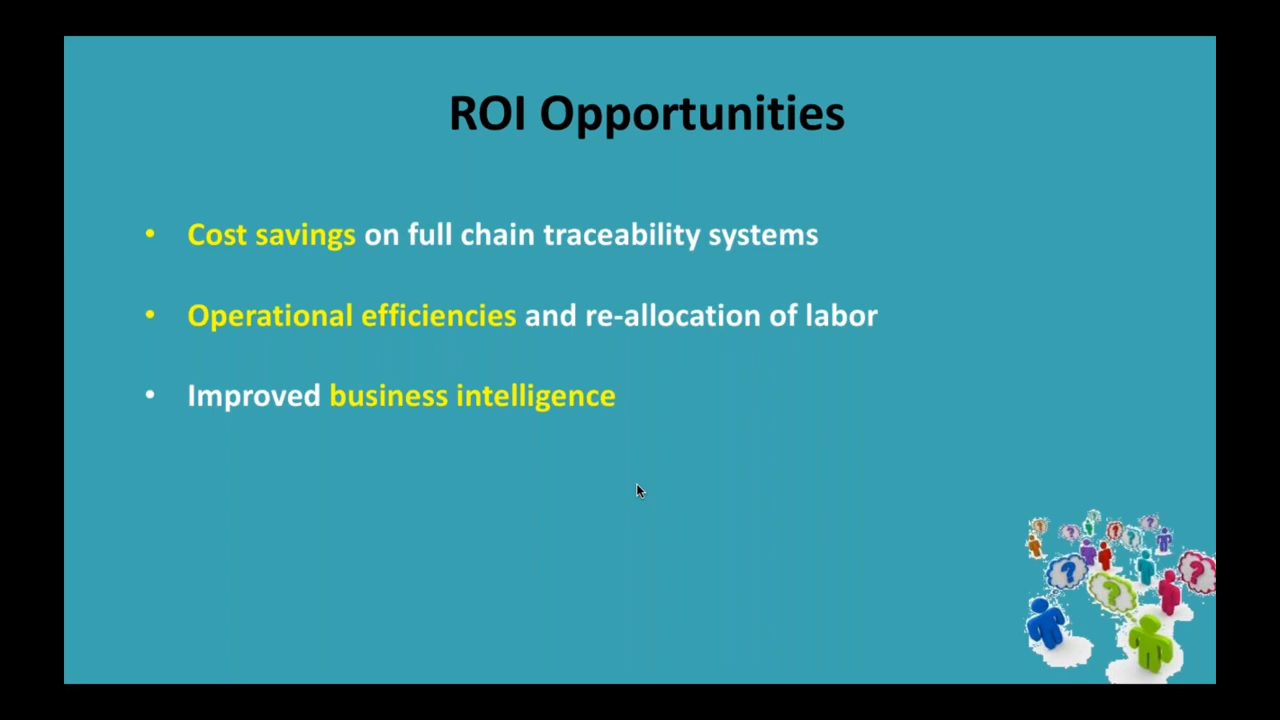 ROI Opportunities
• Cost savings on full chain traceability systems
• Operational efficiencies and re-allocation of labor
• Improved business intelligence